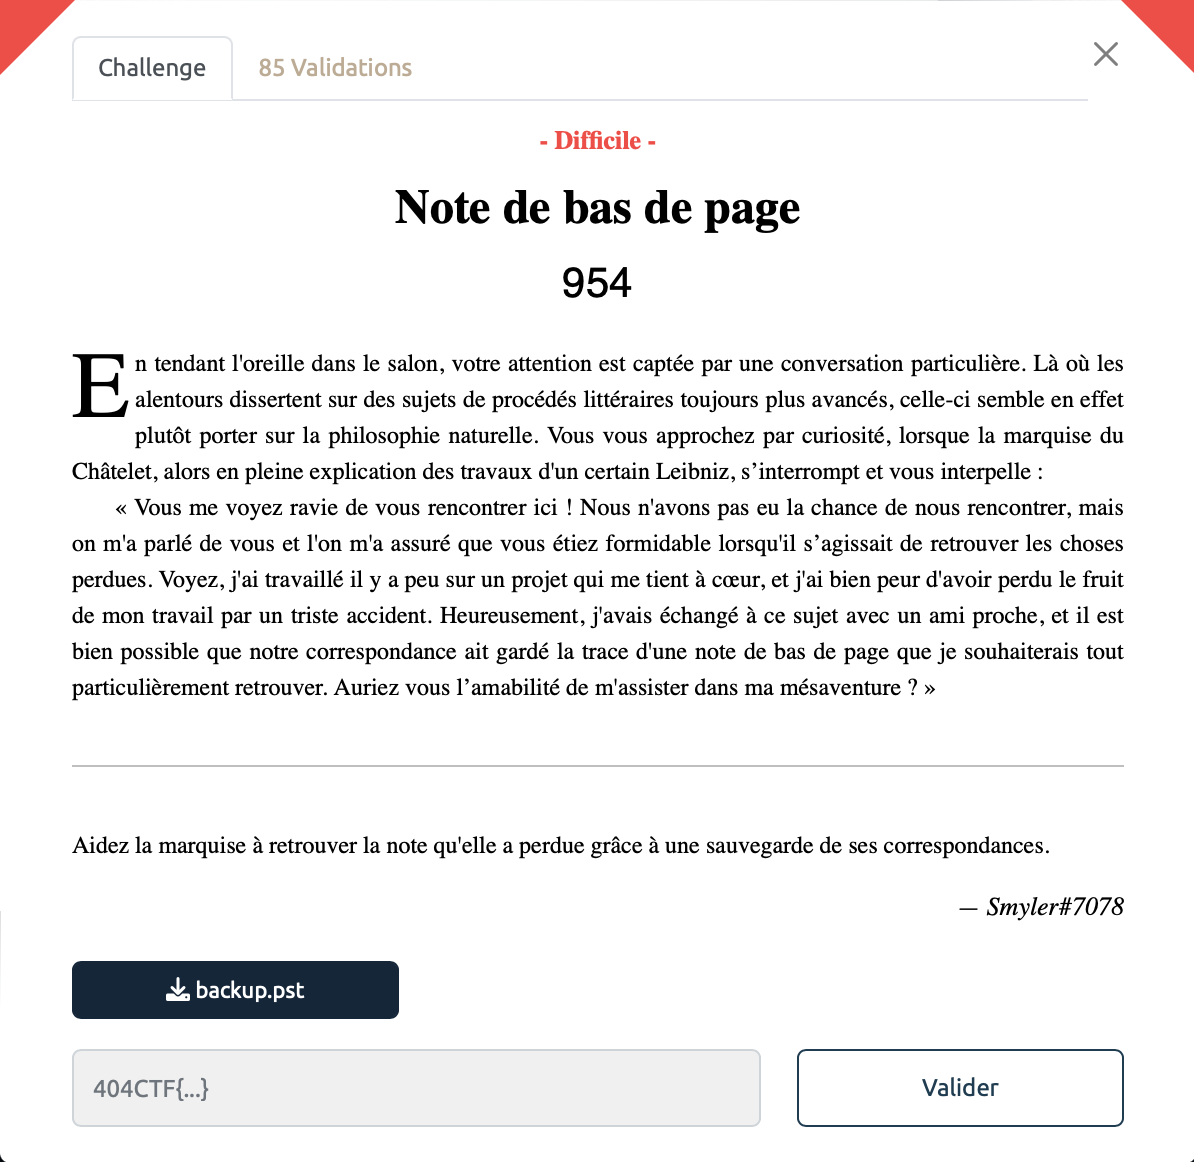 Challenge
85 Validations
- Difficile -
Note de bas de page
954
En tendant l'oreille dans le salon, votre attention est captée par une conversation particulière. Là où les
alentours dissertent sur des sujets de procédés littéraires toujours plus avancés, celle-ci semble en effet
plutôt porter sur la philosophie naturelle. Vous vous approchez par curiosité, lorsque la marquise du
Châtelet, alors en pleine explication des travaux d'un certain Leibniz, s’interrompt et vous interpelle :
« Vous me voyez ravie de vous rencontrer ici ! Nous n'avons pas eu la chance de nous rencontrer, mais
on m'a parlé de vous et l'on m'a assuré que vous étiez formidable lorsqu'il s’agissait de retrouver les choses
perdues. Voyez, j'ai travaillé il y a peu sur un projet qui me tient à cœur, et j'ai bien peur d'avoir perdu le fruit
de mon travail par un triste accident. Heureusement, j'avais échangé à ce sujet avec un ami proche, et il est
bien possible que notre correspondance ait gardé la trace d'une note de bas de page que je souhaiterais tout
particulièrement retrouver. Auriez vous l’amabilité de m'assister dans ma mésaventure ? »
Aidez la marquise à retrouver la note qu'elle a perdue grâce à une sauvegarde de ses correspondances.
— Smyler#7078
backup.pst
404CTF{...}
Valider